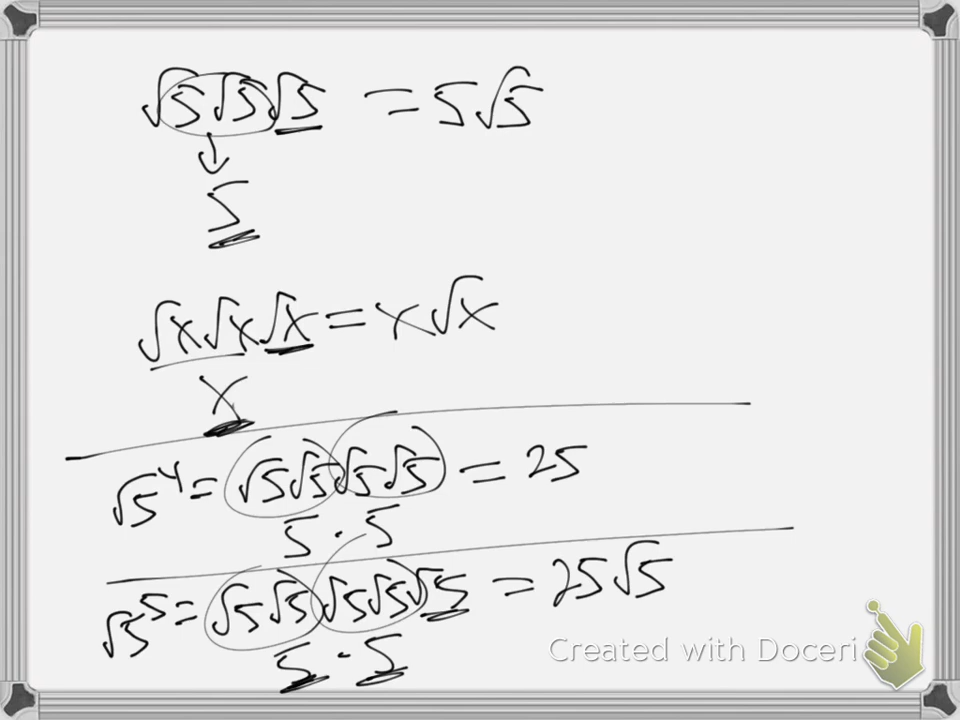 √5√5√5 = 5√5
↓
5
√x√x√x = x√x
x
√5⁴ = (√5√5)(√5√5) = 25
5 · 5
√5⁵ = (√5√5)(√5√5)√5 = 25√5
5 · 5
Created with Doceri